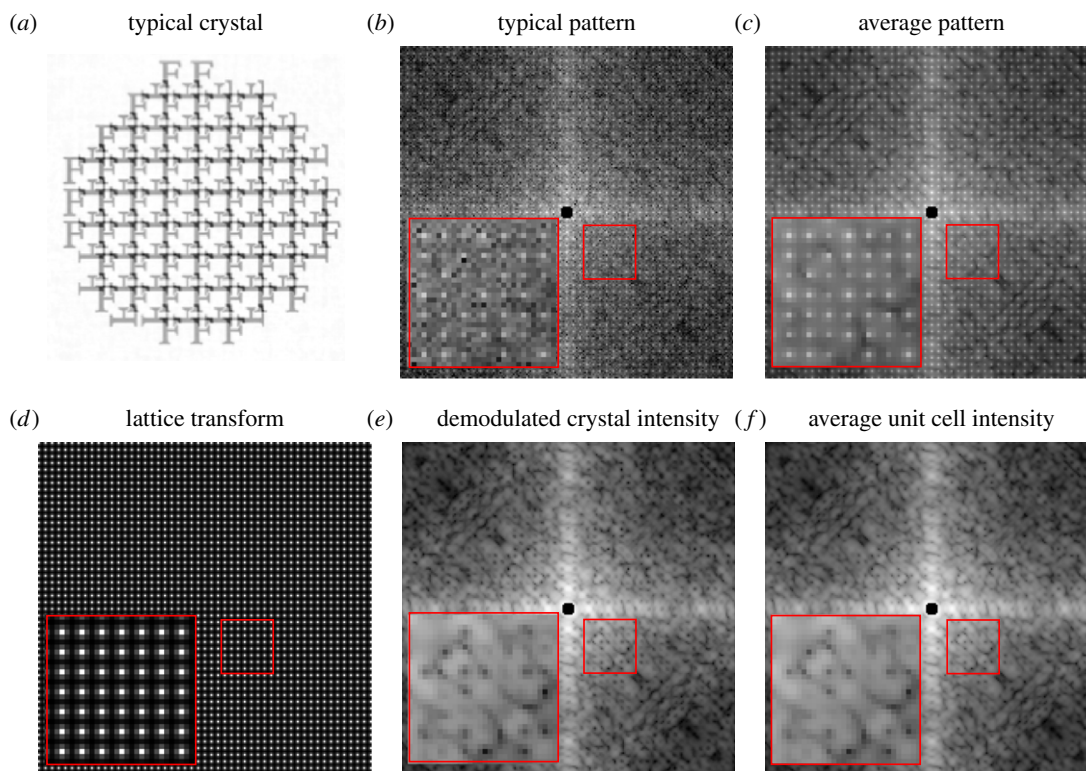 (a) typical crystal
(b) typical pattern
(c) average pattern
(d) lattice transform
(e) demodulated crystal intensity
(f) average unit cell intensity